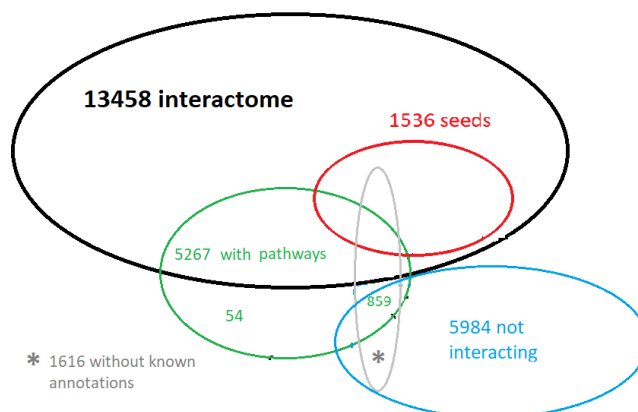 13458 interactome
1536 seeds
5267 with pathways
54
859
5984 not
interacting
*
* 1616 without known
annotations